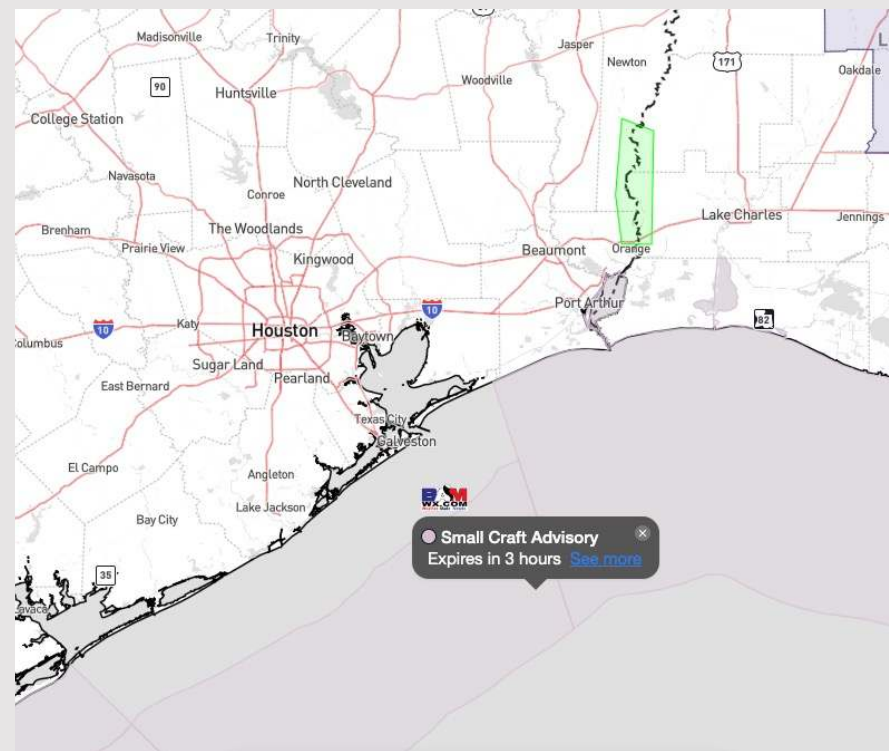 Madisonville
Trinity
Jasper
Newton
171
Oakdale
Woodville
90
Huntsville
College Station
Navasota
North Cleveland
Conroe
Lake Charles
Jennings
Brenham
The Woodlands
Prairie View
Beaumont
Orange
Kingwood
Port Arthur
10
10
82
Columbus
Katy
Houston
Baytown
Sugar Land
Pearland
East Bernard
Texas City
Galveston
El Campo
Angleton
Lake Jackson
BAM
WX.COM
Bay City
Small Craft Advisory
Expires in 3 hours See more
35